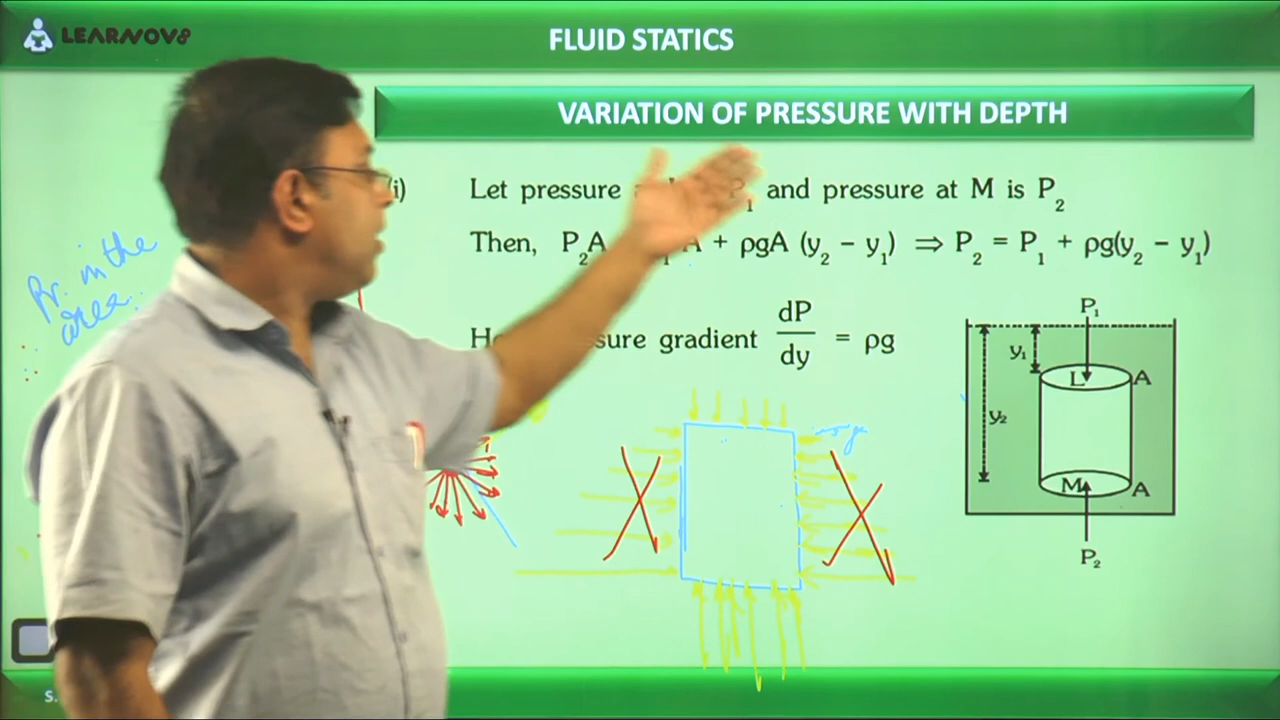 LEARNOV8
FLUID STATICS
VARIATION OF PRESSURE WITH DEPTH
(i) Let pressure P₁ and pressure at M is P₂
Then, P₂A A + ρgA (y₂ – y₁) ⇒ P₂ = P₁ + ρg(y₂ – y₁)
Pr. in the
area
gradient dP/dy = ρg
P₁
y₁
L A
y₂
M A
P₂